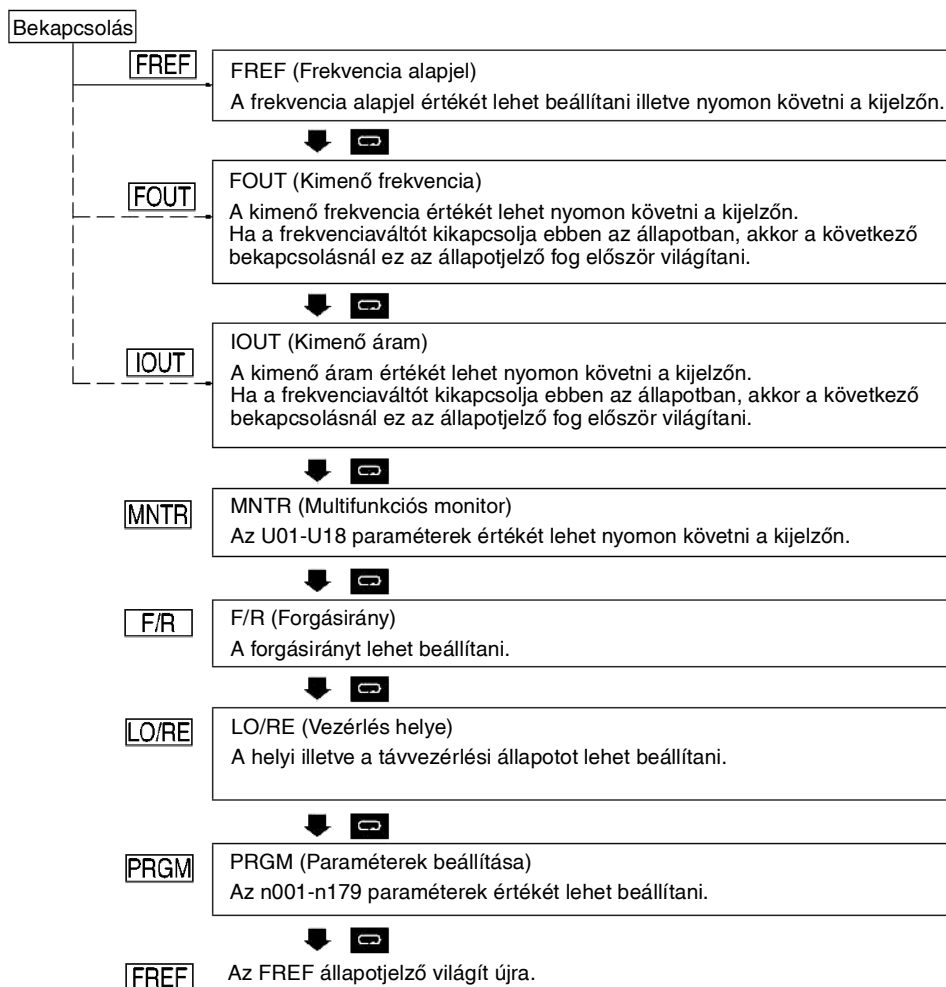 Bekapcsolás
FREF
FREF (Frekvencia alapjel)
A frekvencia alapjel értékét lehet beállítani illetve nyomon követni a kijelzőn.
FOUT
FOUT (Kimenő frekvencia)
A kimenő frekvencia értékét lehet nyomon követni a kijelzőn.
Ha a frekvenciaváltót kikapcsolja ebben az állapotban, akkor a következő
bekapcsolásnál ez az állapotjelző fog először világítani.
IOUT
IOUT (Kimenő áram)
A kimenő áram értékét lehet nyomon követni a kijelzőn.
Ha a frekvenciaváltót kikapcsolja ebben az állapotban, akkor a következő
bekapcsolásnál ez az állapotjelző fog először világítani.
MNTR
MNTR (Multifunkciós monitor)
Az U01-U18 paraméterek értékét lehet nyomon követni a kijelzőn.
F/R
F/R (Forgásirány)
A forgásirányt lehet beállítani.
LO/RE
LO/RE (Vezérlés helye)
A helyi illetve a távvezérlési állapotot lehet beállítani.
PRGM
PRGM (Paraméterek beállítása)
Az n001-n179 paraméterek értékét lehet beállítani.
FREF
Az FREF állapotjelző világít újra.